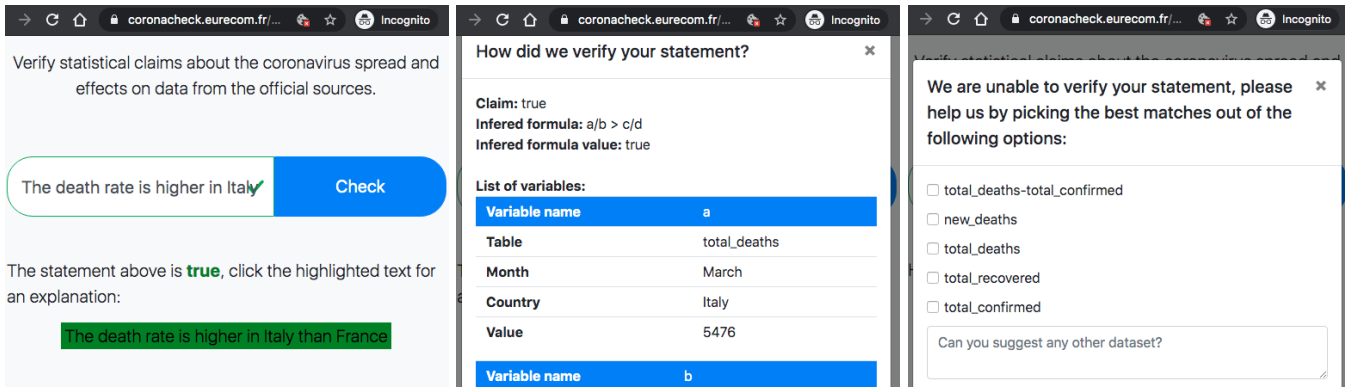 coronacheck.eurecom.fr/... Incognito
Verify statistical claims about the coronavirus spread and
effects on data from the official sources.
The death rate is higher in Italy
Check
The statement above is true, click the highlighted text for
an explanation:
The death rate is higher in Italy than France
coronacheck.eurecom.fr/... Incognito
How did we verify your statement? ×
Claim: true
Infered formula: a/b > c/d
Infered formula value: true
List of variables:
Variable name a
Table total_deaths
Month March
Country Italy
Value 5476
Variable name b
coronacheck.eurecom.fr/... Incognito
We are unable to verify your statement, please ×
help us by picking the best matches out of the
following options:
total_deaths-total_confirmed
new_deaths
total_deaths
total_recovered
total_confirmed
Can you suggest any other dataset?